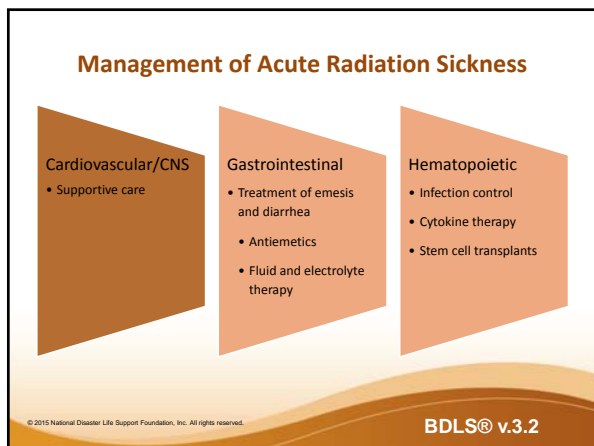 Management of Acute Radiation Sickness
Cardiovascular/CNS
• Supportive care
Gastrointestinal
• Treatment of emesis
and diarrhea
• Antiemetics
• Fluid and electrolyte
therapy
Hematopoietic
• Infection control
• Cytokine therapy
• Stem cell transplants
© 2015 National Disaster Life Support Foundation, Inc. All rights reserved.
BDLS® v.3.2